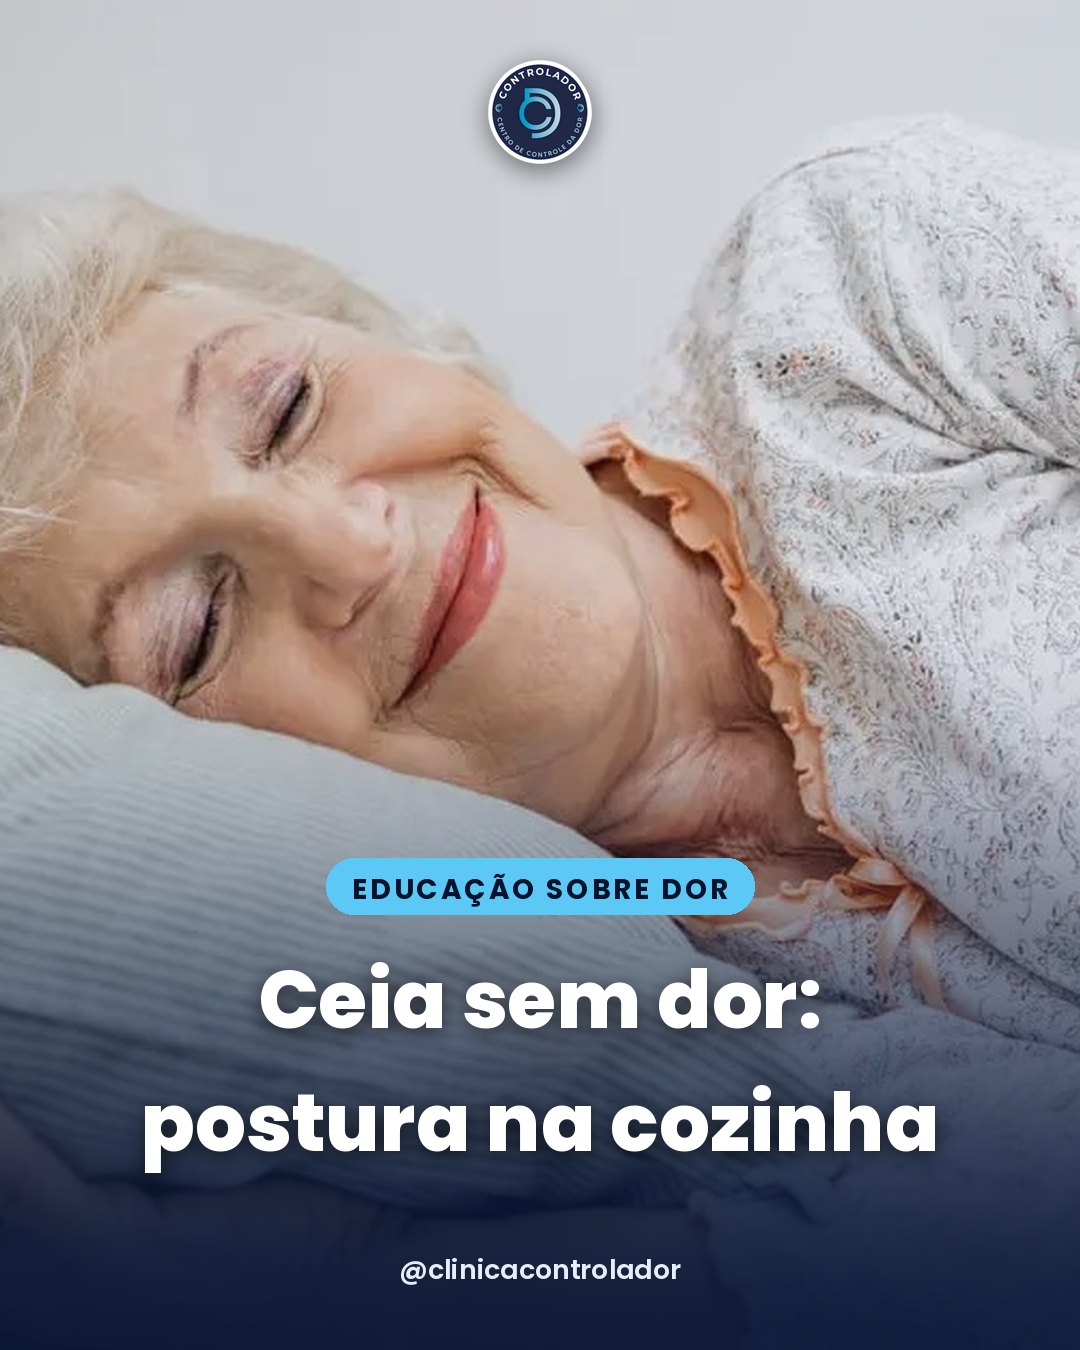 CONTROLADOR
CENTRO DE CONTROLE DA DOR
EDUCAÇÃO SOBRE DOR
Ceia sem dor:
postura na cozinha
@clinicacontrolador